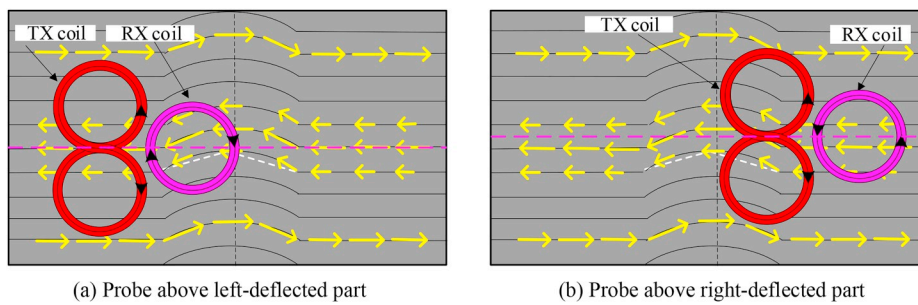 TX coil
RX coil
TX coil
RX coil
(a) Probe above left-deflected part
(b) Probe above right-deflected part